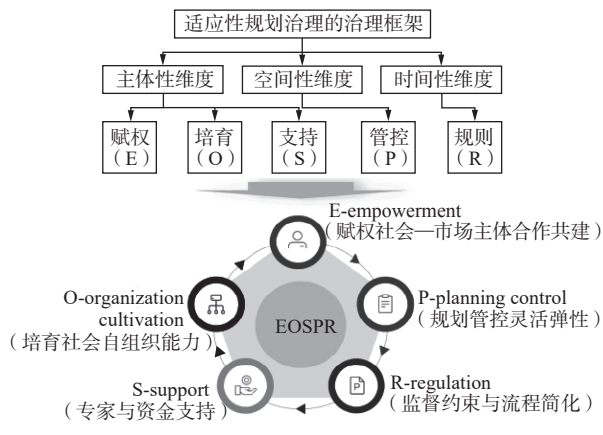 适应性规划治理的治理框架
主体性维度
空间性维度
时间性维度
赋权
（E）
培育
（O）
支持
（S）
管控
（P）
规则
（R）
E-empowerment
（赋权社会—市场主体合作共建）
O-organization
cultivation
（培育社会自组织能力）
EOSPR
P-planning control
（规划管控灵活弹性）
S-support
（专家与资金支持）
R-regulation
（监督约束与流程简化）
P